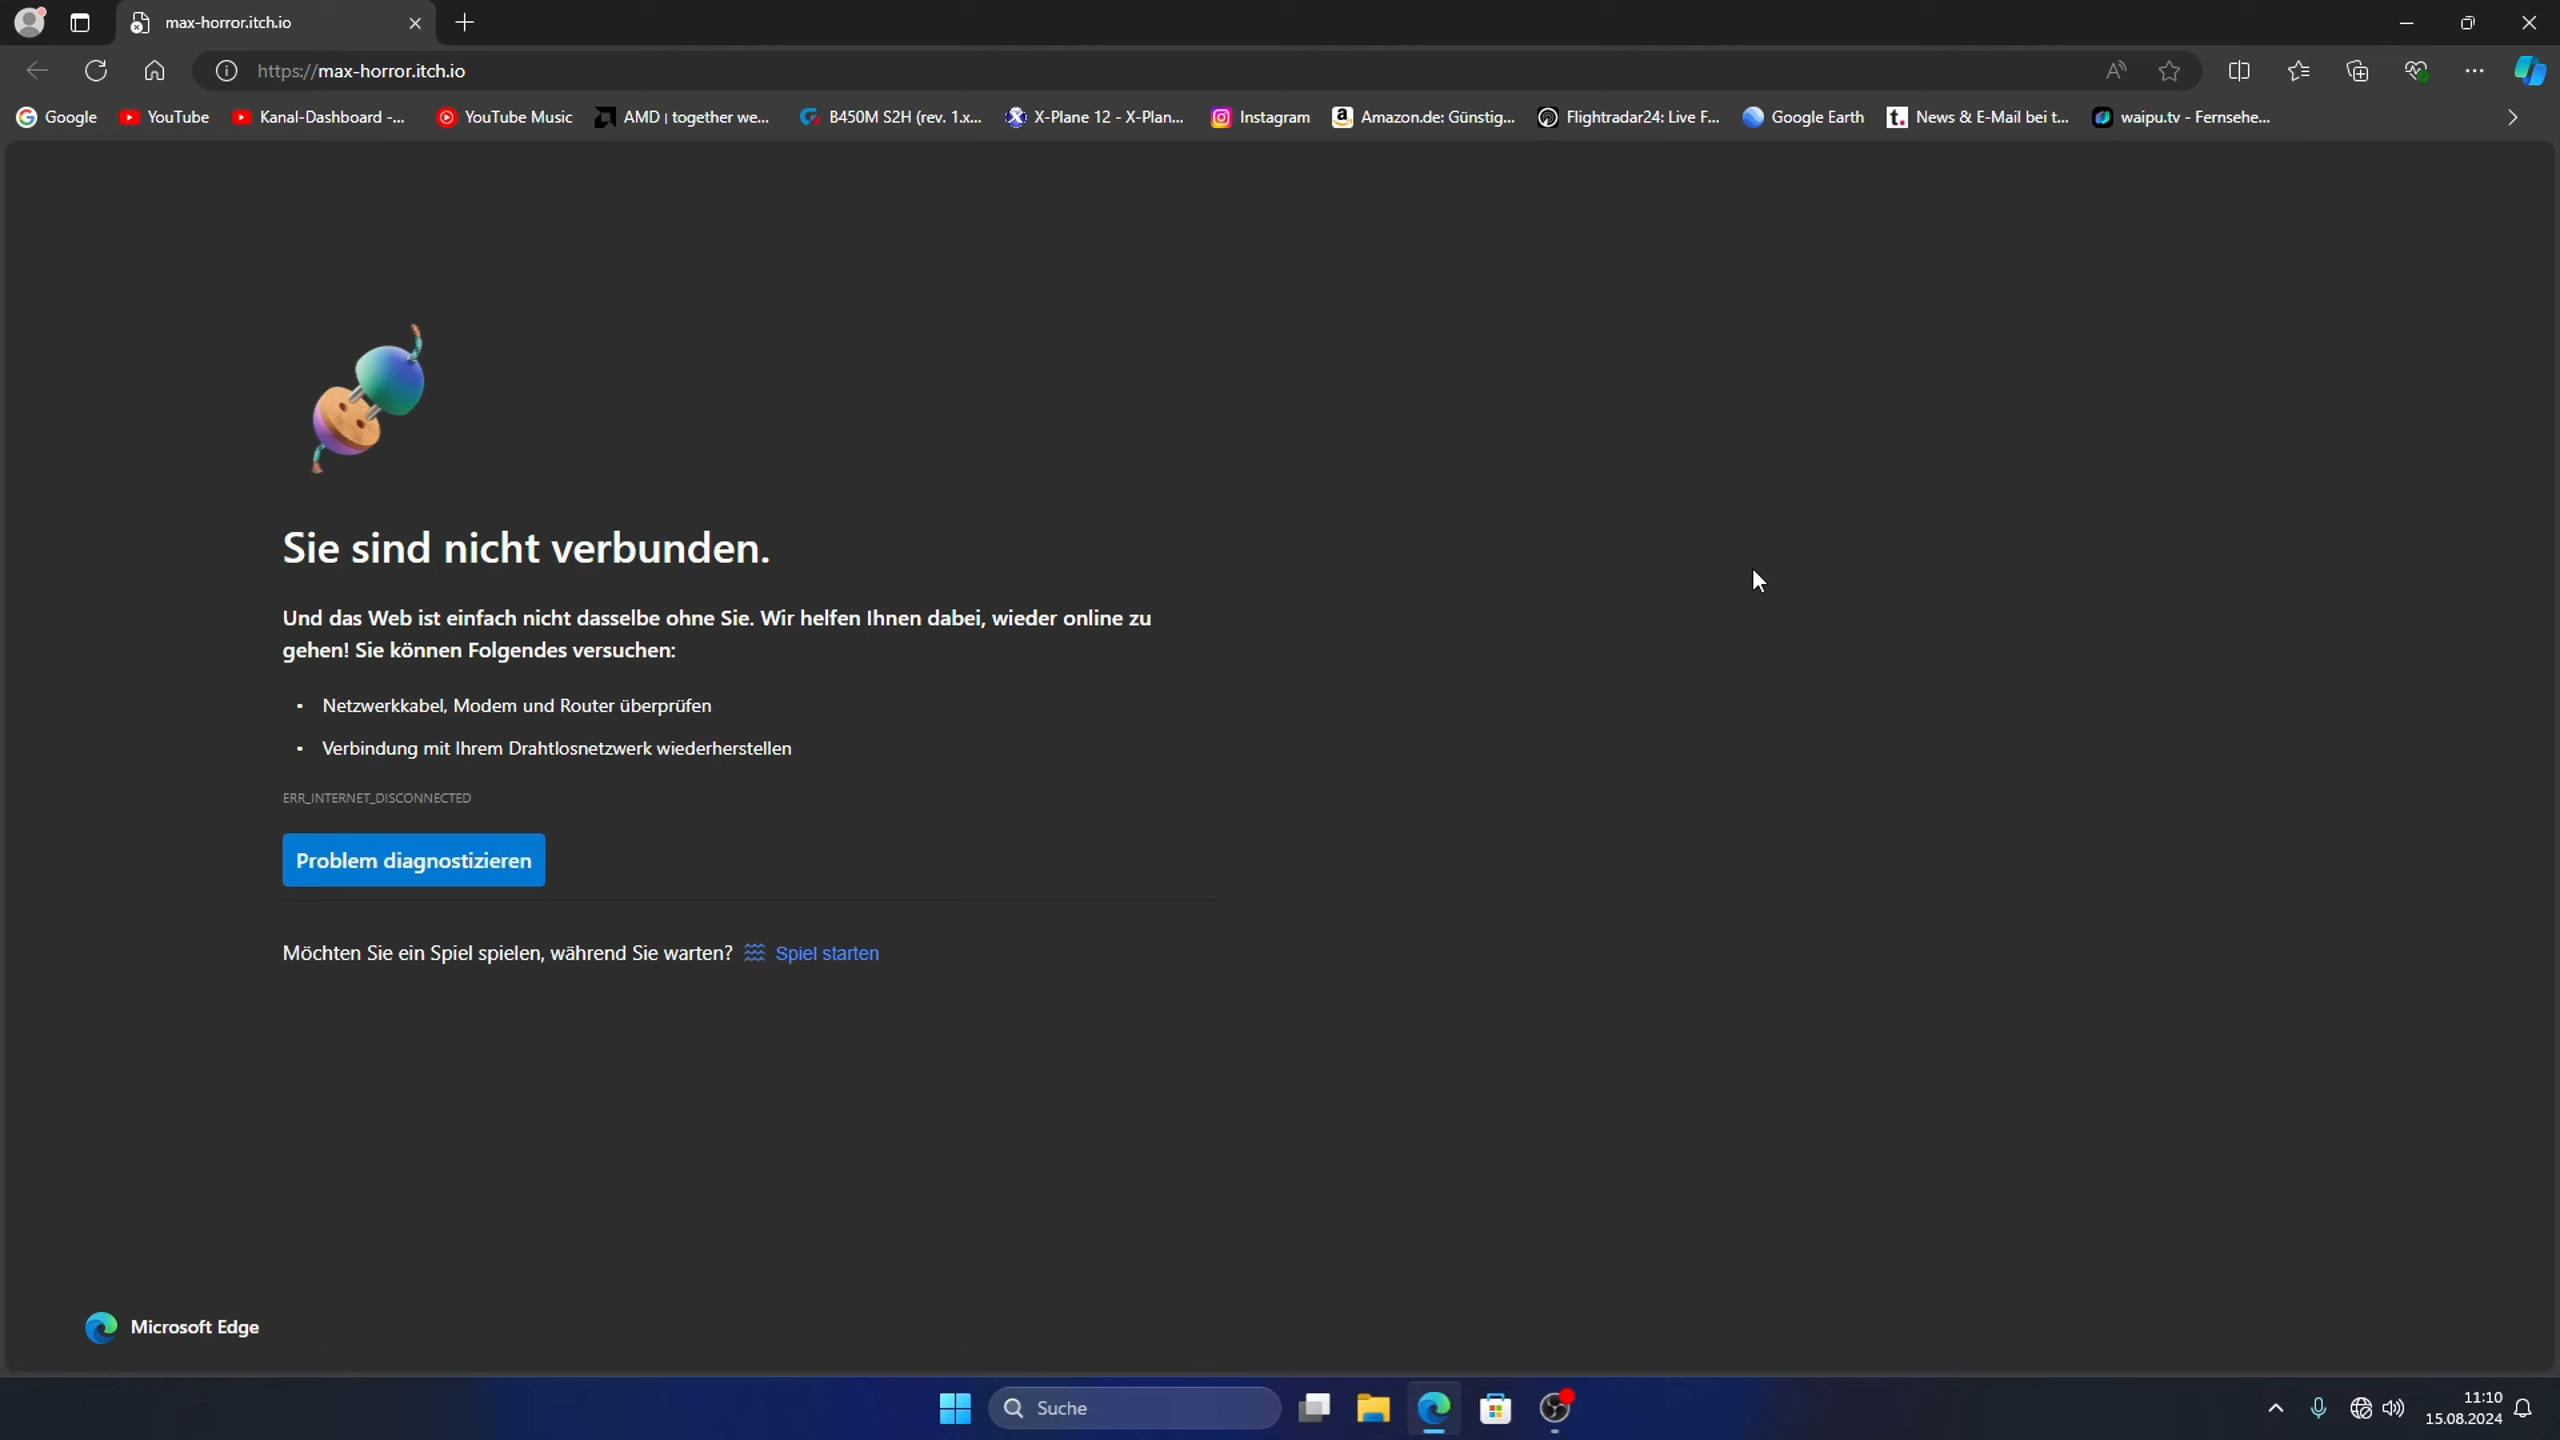 max-horror.itch.io
https://max-horror.itch.io
Google YouTube Kanal-Dashboard -... YouTube Music AMD | together we... B450M S2H (rev. 1.x... X-Plane 12 - X-Plan... Instagram Amazon.de: Günstig... Flightradar24: Live F... Google Earth News & E-Mail bei t... waipu.tv - Fernsehe...
Sie sind nicht verbunden.
Und das Web ist einfach nicht dasselbe ohne Sie. Wir helfen Ihnen dabei, wieder online zu
gehen! Sie können Folgendes versuchen:
• Netzwerkkabel, Modem und Router überprüfen
• Verbindung mit Ihrem Drahtlosnetzwerk wiederherstellen
ERR_INTERNET_DISCONNECTED
Problem diagnostizieren
Möchten Sie ein Spiel spielen, während Sie warten? Spiel starten
Microsoft Edge
Suche
11:10
15.08.2024